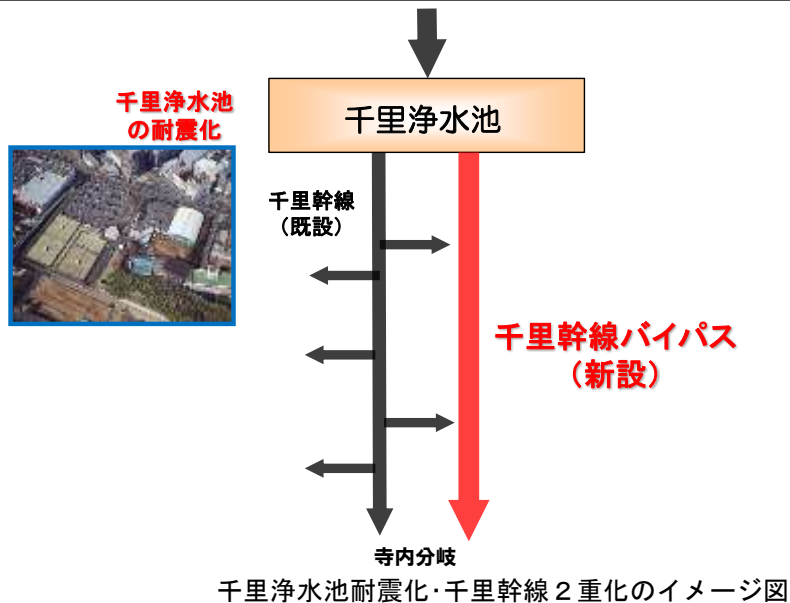 千里浄水池
千里浄水池
の耐震化
千里幹線
（既設）
千里幹線バイパス
（新設）
寺内分岐
千里浄水池耐震化・千里幹線２重化のイメージ図